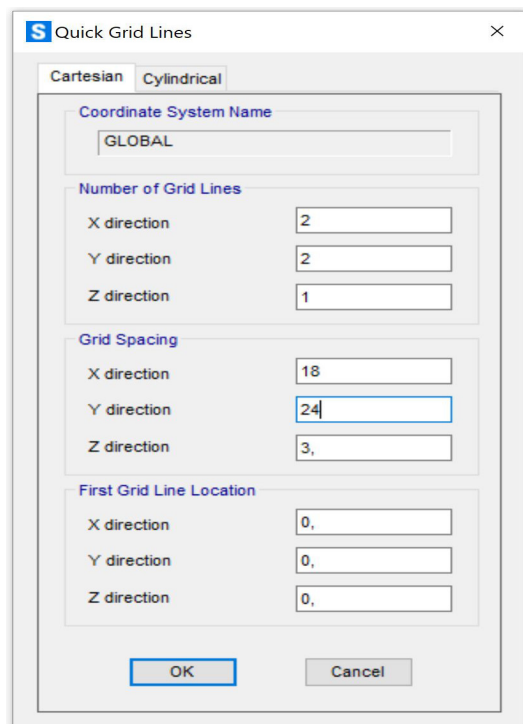 S Quick Grid Lines
Cartesian Cylindrical
Coordinate System Name
GLOBAL
Number of Grid Lines
X direction 2
Y direction 2
Z direction 1
Grid Spacing
X direction 18
Y direction 24
Z direction 3,
First Grid Line Location
X direction 0,
Y direction 0,
Z direction 0,
OK Cancel